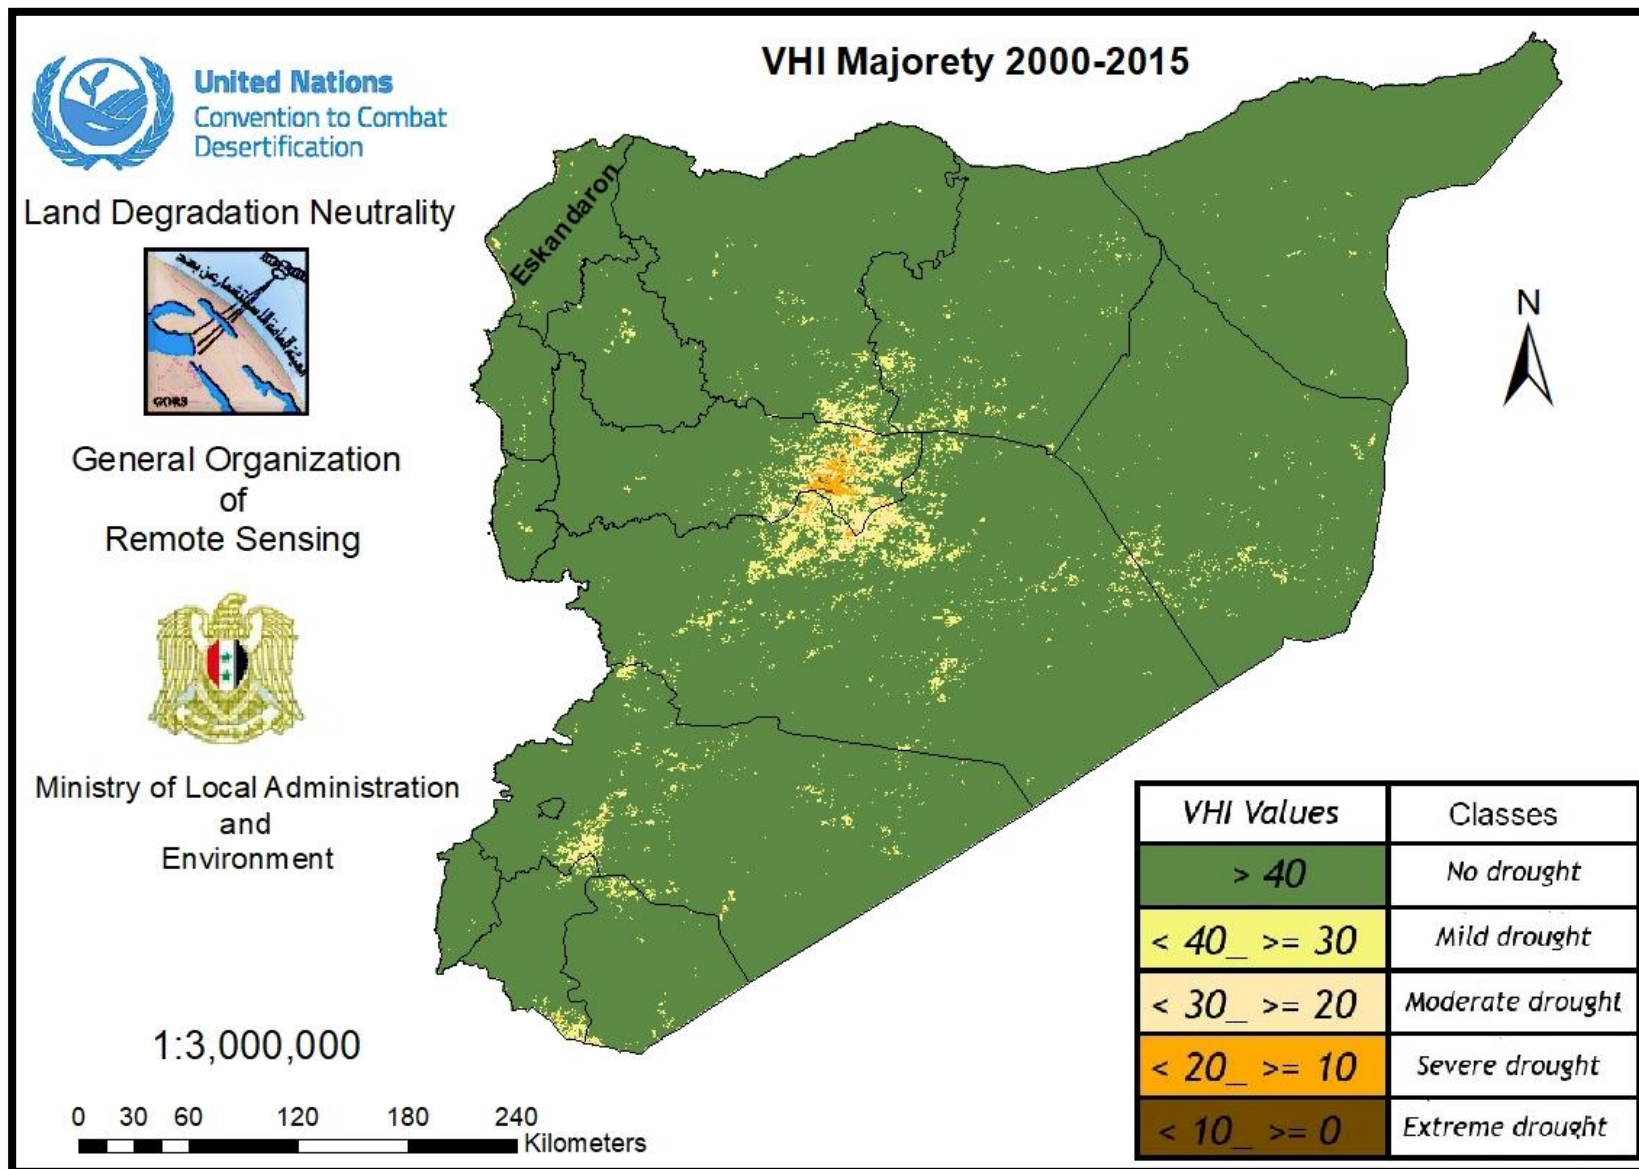 VHI Majorety 2000-2015
United Nations
Convention to Combat
Desertification
Land Degradation Neutrality
GORS
General Organization
of
Remote Sensing
Ministry of Local Administration
and
Environment
1:3,000,000
0 30 60 120 180 240
Kilometers
Eskandaron
N
VHI Values Classes
> 40 No drought
< 40_ >= 30 Mild drought
< 30_ >= 20 Moderate drought
< 20_ >= 10 Severe drought
< 10_ >= 0 Extreme drought